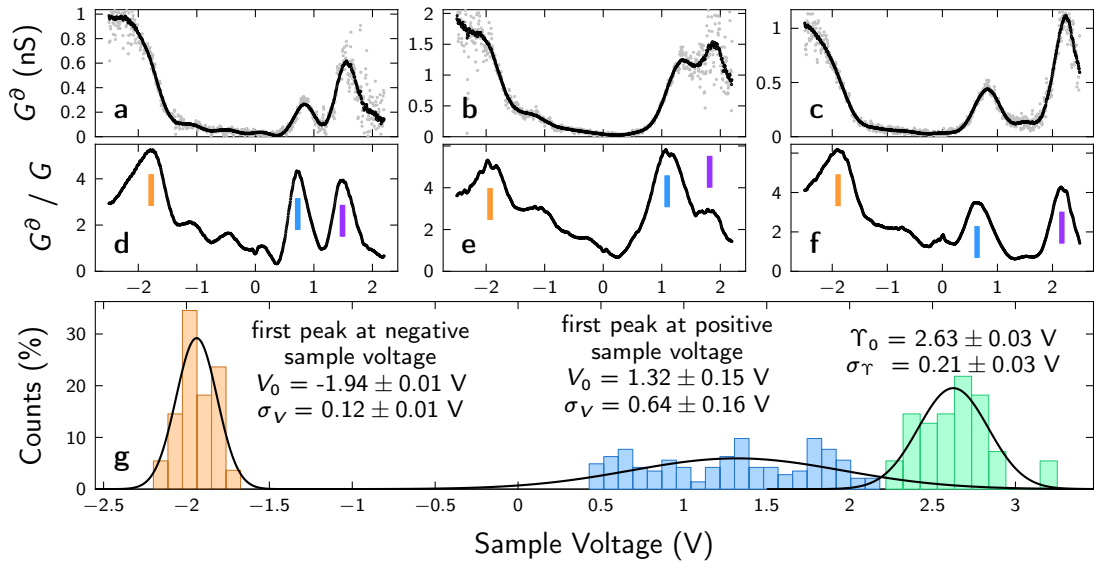 1
0.8
0.6
0.4
0.2
0
G^∂ (nS)
a
2
1.5
1
0.5
0
b
1
0.5
0
c
4
2
0
G^∂ / G
d
−2 −1 0 1 2
4
2
0
e
−2 −1 0 1 2
6
4
2
0
f
−2 −1 0 1 2
30
20
10
0
Counts (%)
g
first peak at negative
sample voltage
V₀ = -1.94 ± 0.01 V
σ_V = 0.12 ± 0.01 V
first peak at positive
sample voltage
V₀ = 1.32 ± 0.15 V
σ_V = 0.64 ± 0.16 V
ϒ₀ = 2.63 ± 0.03 V
σ_ϒ = 0.21 ± 0.03 V
−2.5 −2 −1.5 −1 −0.5 0 0.5 1 1.5 2 2.5 3
Sample Voltage (V)